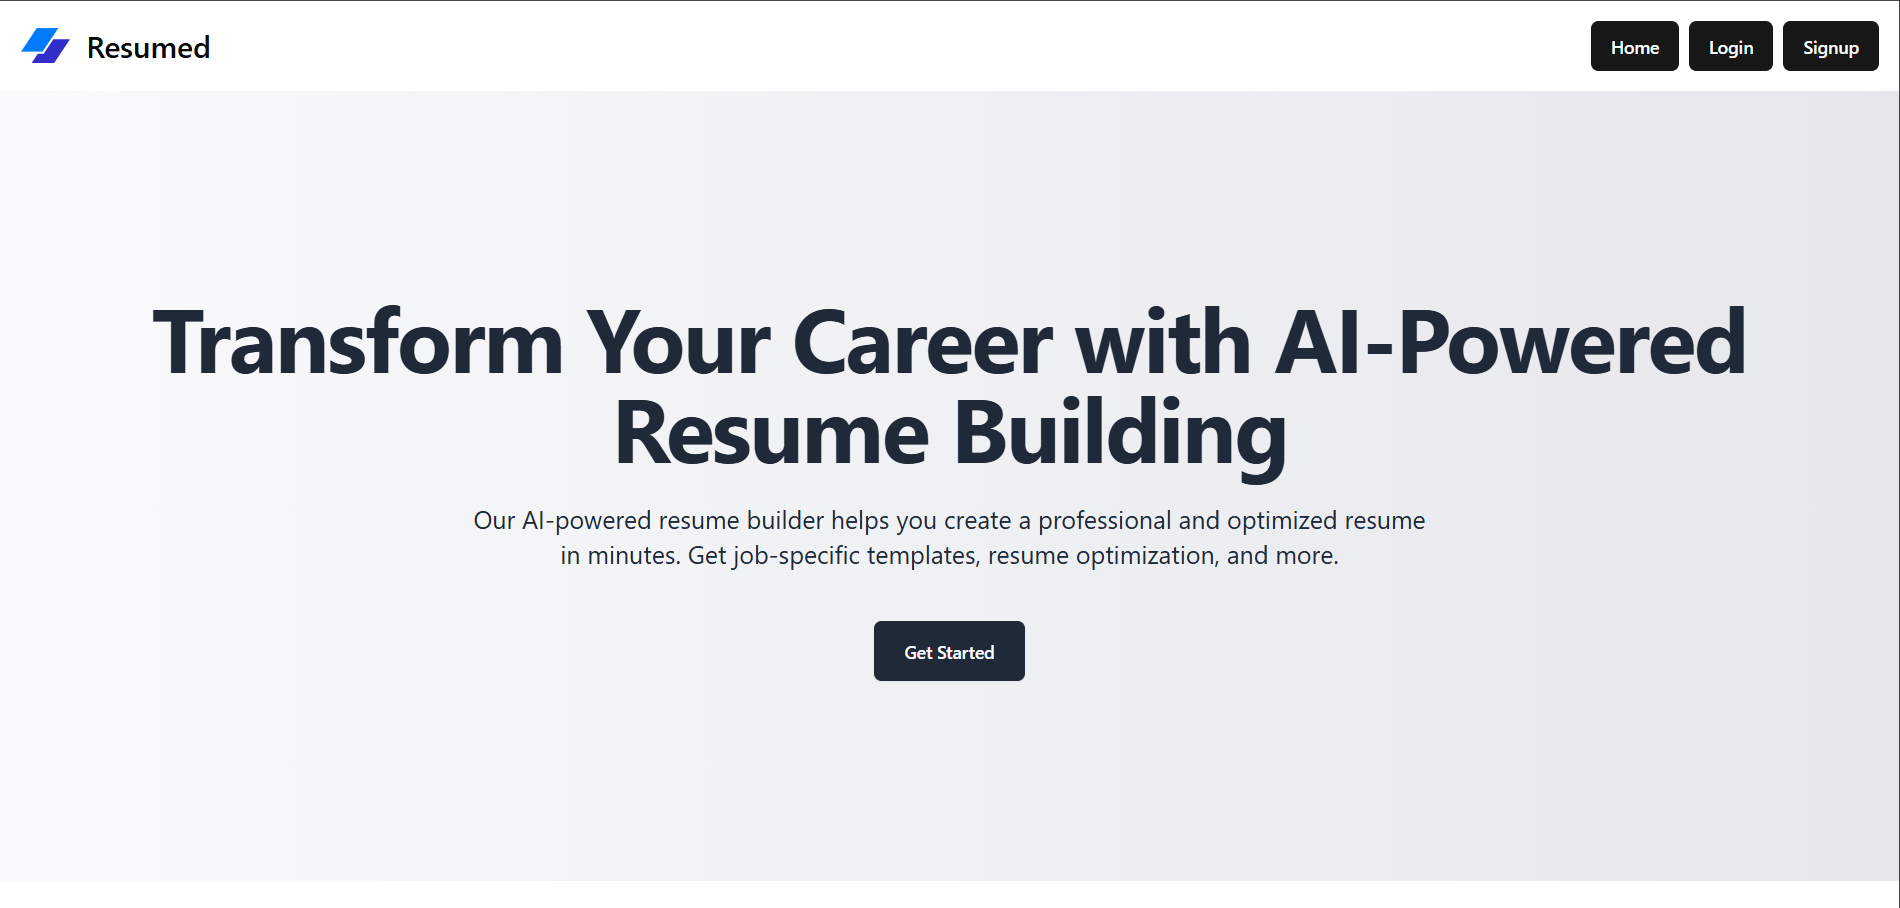 Resumed
Home
Login
Signup
Transform Your Career with AI-Powered
Resume Building
Our AI-powered resume builder helps you create a professional and optimized resume
in minutes. Get job-specific templates, resume optimization, and more.
Get Started